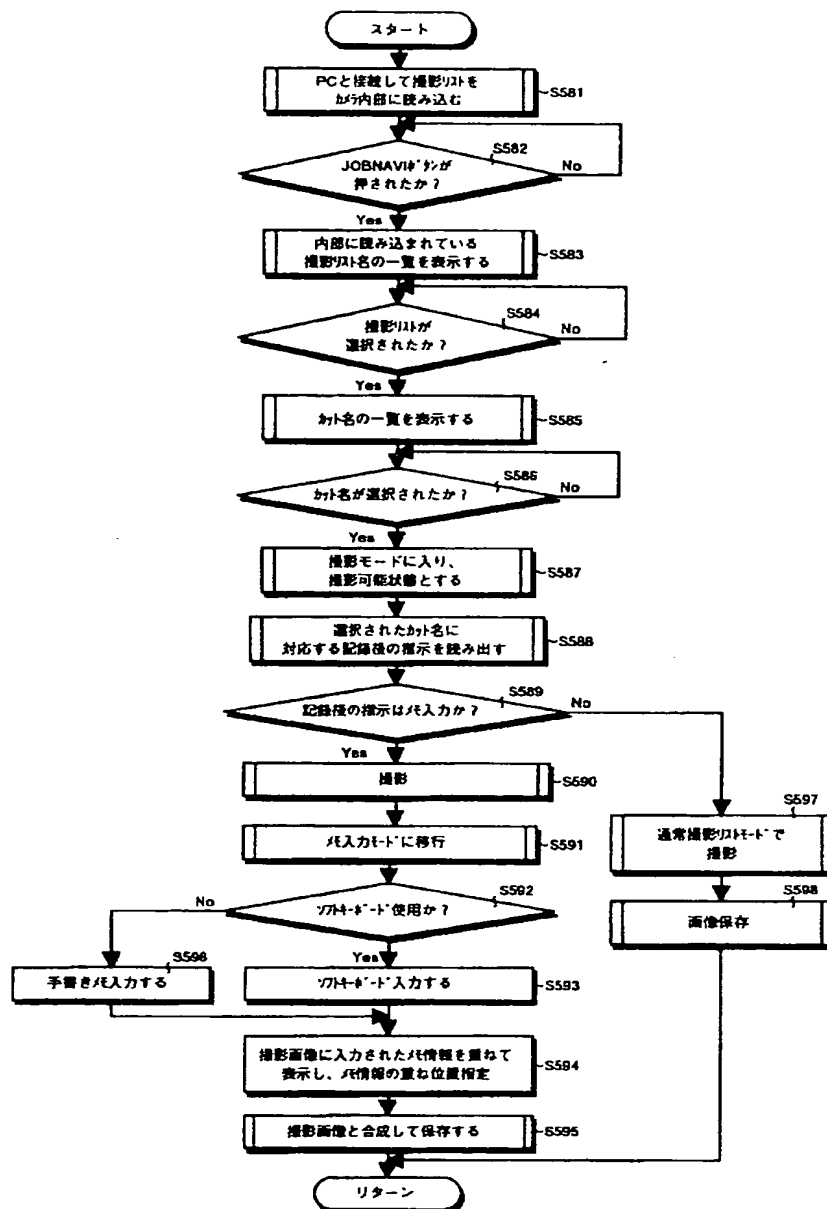 スタート
PCと接続して撮影リストを
カメラ内部に読み込む
S581
S582
JOBNAVIボタンが
押されたか?
No
Yes
内部に読み込まれている
撮影リスト名の一覧を表示する
S583
S584
撮影リストが
選択されたか?
No
Yes
カット名の一覧を表示する
S585
S586
カット名が選択されたか?
No
Yes
撮影モードに入り、
撮影可能状態とする
S587
選択されたカット名に
対応する記録後の指示を読み出す
S588
S589
記録後の指示はメモ入力か?
No
Yes
撮影
S590
S597
通常撮影リストモードで
撮影
メモ入力モードに移行
S591
S592
ソフトキーボード使用か?
No
S598
画像保存
Yes
S596
手書きメモ入力する
ソフトキーボード入力する
S593
撮影画像に入力されたメモ情報を重ねて
表示し、メモ情報の重ね位置指定
S594
撮影画像と合成して保存する
S595
リターン